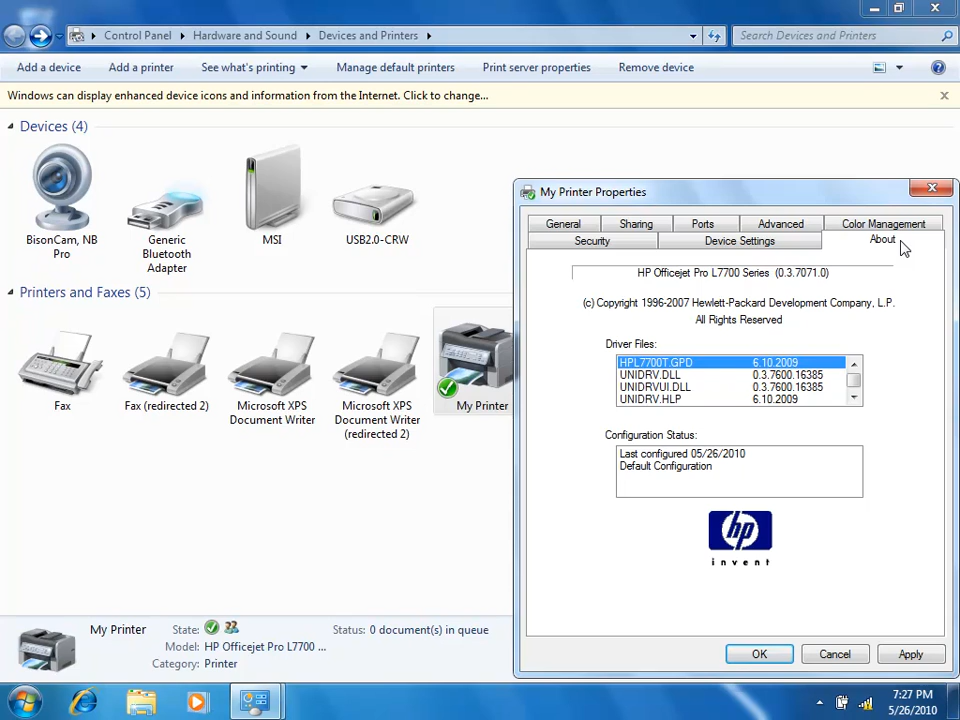 Control Panel
Hardware and Sound
Devices and Printers
Search Devices and Printers
Add a device
Add a printer
See what's printing
Manage default printers
Print server properties
Remove device
Windows can display enhanced device icons and information from the Internet. Click to change...
Devices (4)
BisonCam, NB
Pro
Generic
Bluetooth
Adapter
MSI
USB2.0-CRW
Printers and Faxes (5)
Fax
Fax (redirected 2)
Microsoft XPS
Document Writer
Microsoft XPS
Document Writer
(redirected 2)
My Printer
My Printer Properties
General
Sharing
Ports
Advanced
Color Management
Security
Device Settings
About
HP Officejet Pro L7700 Series (0.3.7071.0)
(c) Copyright 1996-2007 Hewlett-Packard Development Company, L.P.
All Rights Reserved
Driver Files:
HPL7700T.GPD 6.10.2009
UNIDRV.DLL 0.3.7600.16385
UNIDRVUI.DLL 0.3.7600.16385
UNIDRV.HLP 6.10.2009
Configuration Status:
Last configured 05/26/2010
Default Configuration
hp
invent
OK
Cancel
Apply
My Printer
State:
Status: 0 document(s) in queue
Model: HP Officejet Pro L7700 ...
Category: Printer
7:27 PM
5/26/2010